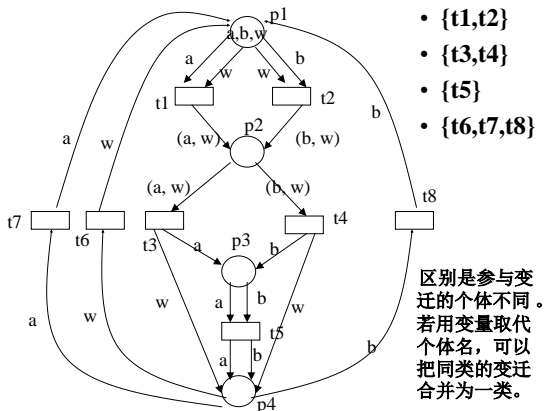 p1
a,b,w
a
w
w
b
t1
t2
a
w
b
(a, w)
p2
(b, w)
(a, w)
(b, w)
t7
t6
t3
t4
t8
p3
a
b
w
w
a
b
t5
a
w
a
b
b
p4
• {t1,t2}
• {t3,t4}
• {t5}
• {t6,t7,t8}
区别是参与变
迁的个体不同。
若用变量取代
个体名，可以
把同类的变迁
合并为一类。